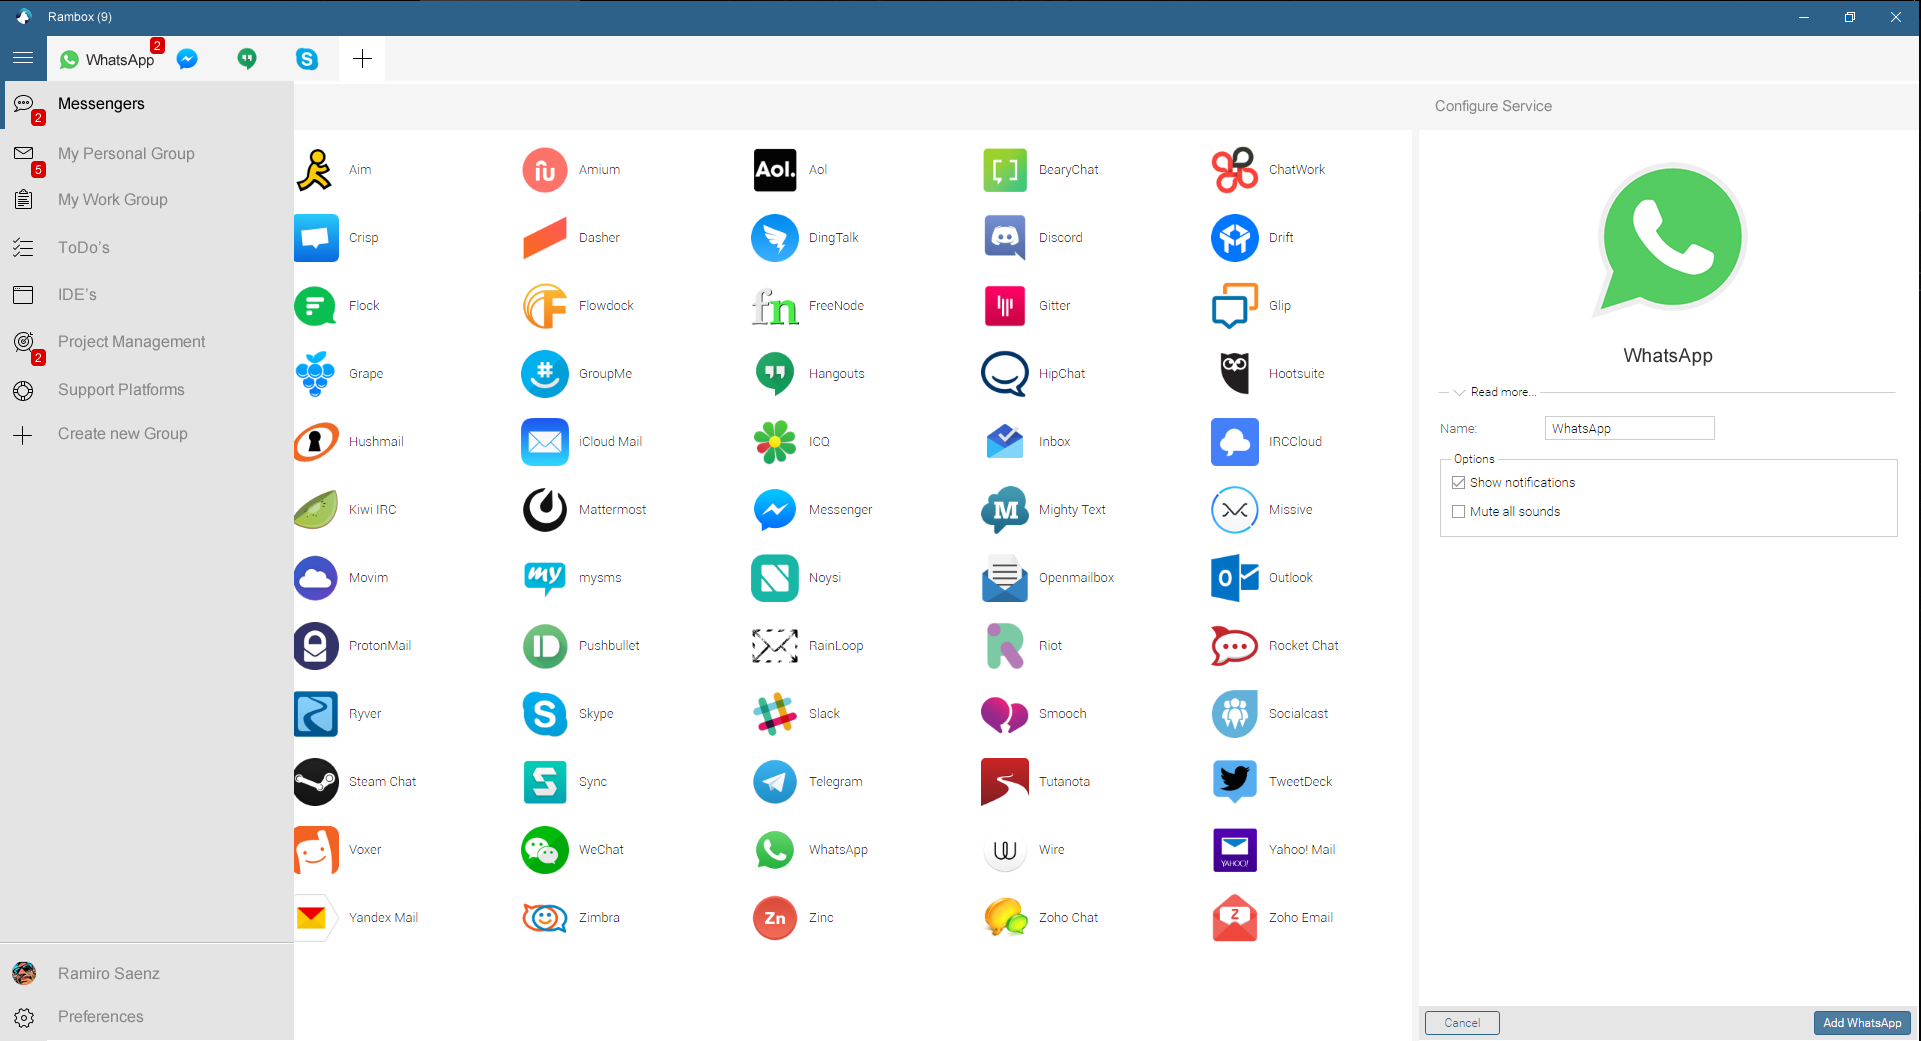 Rambox (9)
WhatsApp
2
Messengers
2
My Personal Group
5
My Work Group
ToDo's
IDE's
Project Management
2
Support Platforms
Create new Group
Ramiro Saenz
Preferences
Aim
Amium
Aol.
Aol
BearyChat
ChatWork
Crisp
Dasher
DingTalk
Discord
Drift
Flock
Flowdock
fn
FreeNode
Gitter
Glip
Grape
GroupMe
Hangouts
HipChat
Hootsuite
Hushmail
iCloud Mail
ICQ
Inbox
IRCCloud
Kiwi IRC
Mattermost
Messenger
M
Mighty Text
Missive
Movim
my
mysms
Noysi
Openmailbox
Outlook
ProtonMail
Pushbullet
RainLoop
Riot
Rocket Chat
Ryver
Skype
Slack
Smooch
Socialcast
Steam Chat
Sync
Telegram
Tutanota
TweetDeck
Voxer
WeChat
WhatsApp
Wire
YAHOO!
Yahoo! Mail
Yandex Mail
Zimbra
Zn
Zinc
Zoho Chat
Z
Zoho Email
Configure Service
WhatsApp
Read more...
Name: WhatsApp
Options
Show notifications
Mute all sounds
Cancel
Add WhatsApp